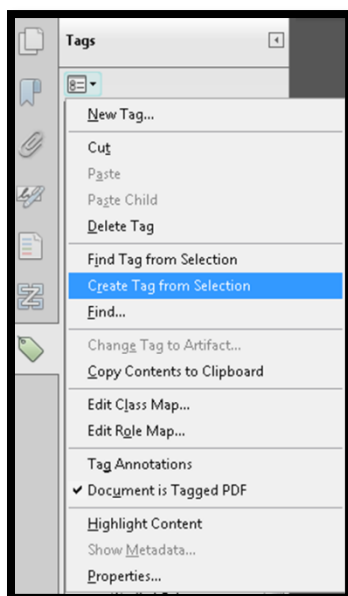 Tags
New Tag...
Cut
Paste
Paste Child
Delete Tag
Find Tag from Selection
Create Tag from Selection
Find...
Change Tag to Artifact...
Copy Contents to Clipboard
Edit Class Map...
Edit Role Map...
Tag Annotations
Document is Tagged PDF
Highlight Content
Show Metadata...
Properties...